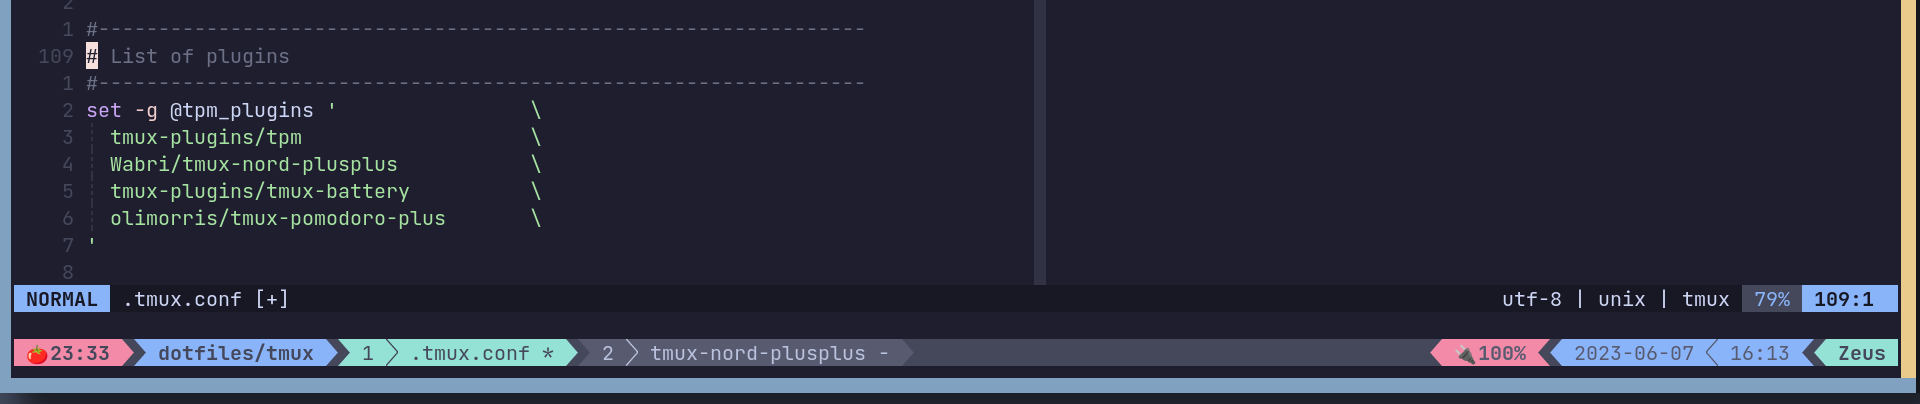 2
1 #----------------------------------------------------------------
109 # List of plugins
1 #----------------------------------------------------------------
2 set -g @tpm_plugins ' \
3 tmux-plugins/tpm \
4 Wabri/tmux-nord-plusplus \
5 tmux-plugins/tmux-battery \
6 olimorris/tmux-pomodoro-plus \
7 '
8
NORMAL .tmux.conf [+] utf-8 | unix | tmux 79% 109:1
🍅23:33 dotfiles/tmux 1 .tmux.conf * 2 tmux-nord-plusplus - 🔌100% 2023-06-07 16:13 Zeus